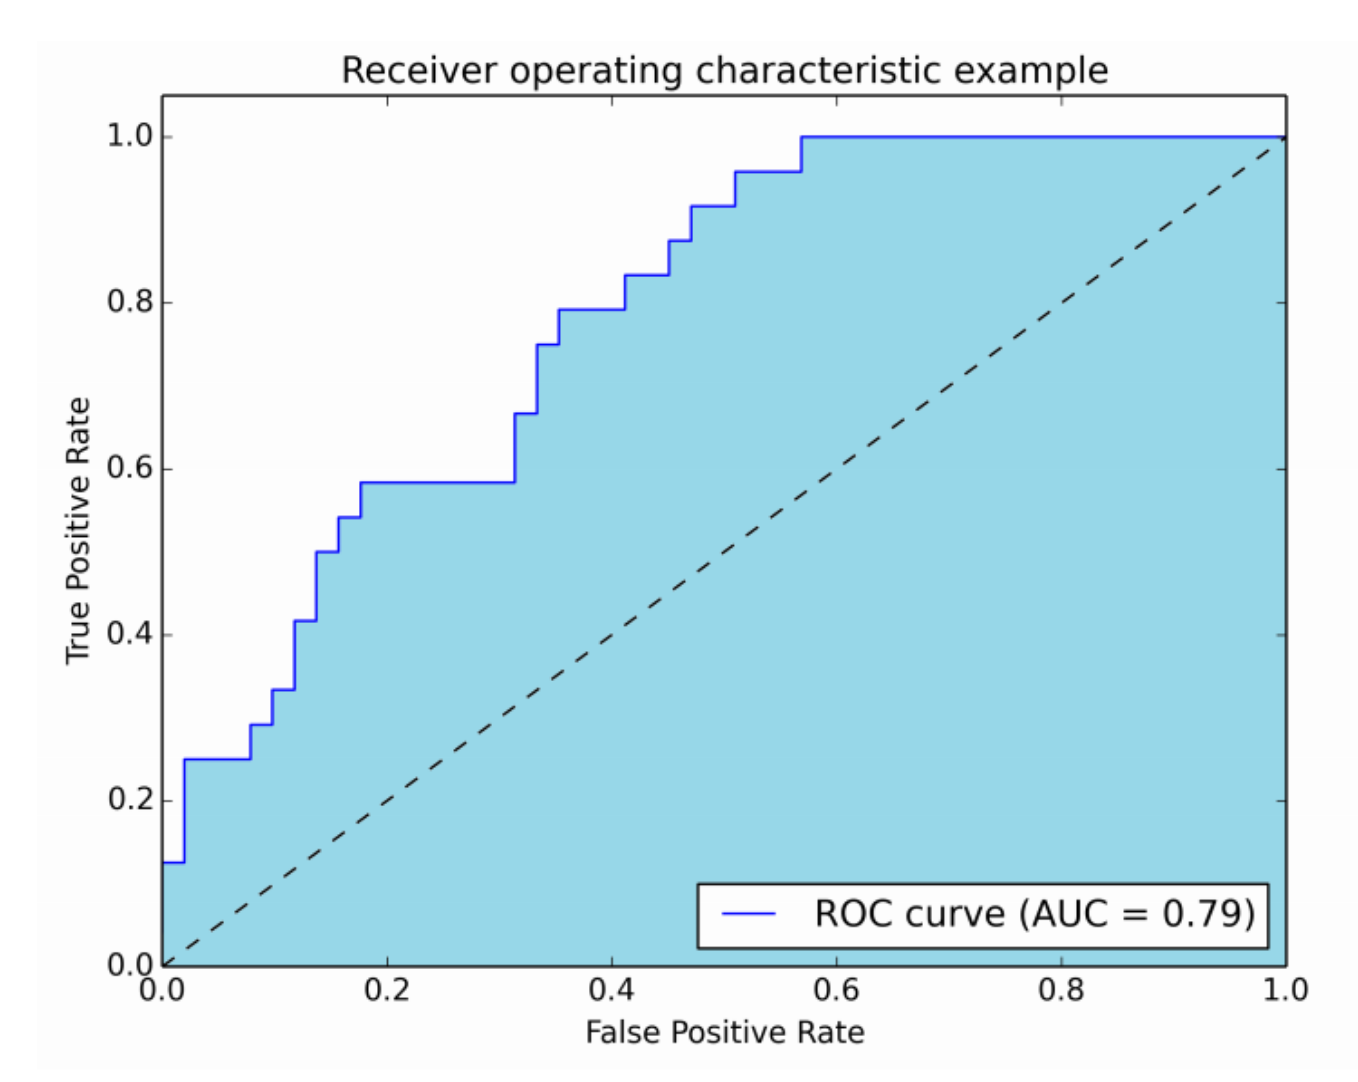 Receiver operating characteristic example
1.0
0.8
0.6
0.4
0.2
0.0
True Positive Rate
ROC curve (AUC = 0.79)
0.0 0.2 0.4 0.6 0.8 1.0
False Positive Rate